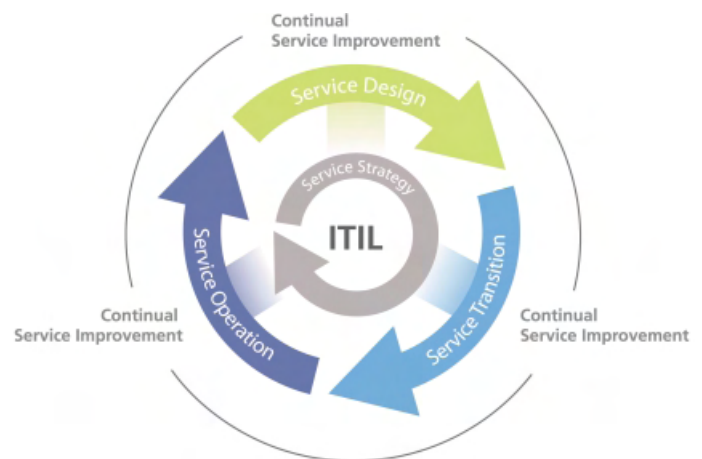 Continual
Service Improvement
Service Design
Service Strategy
ITIL
Service Operation
Service Transition
Continual
Service Improvement
Continual
Service Improvement